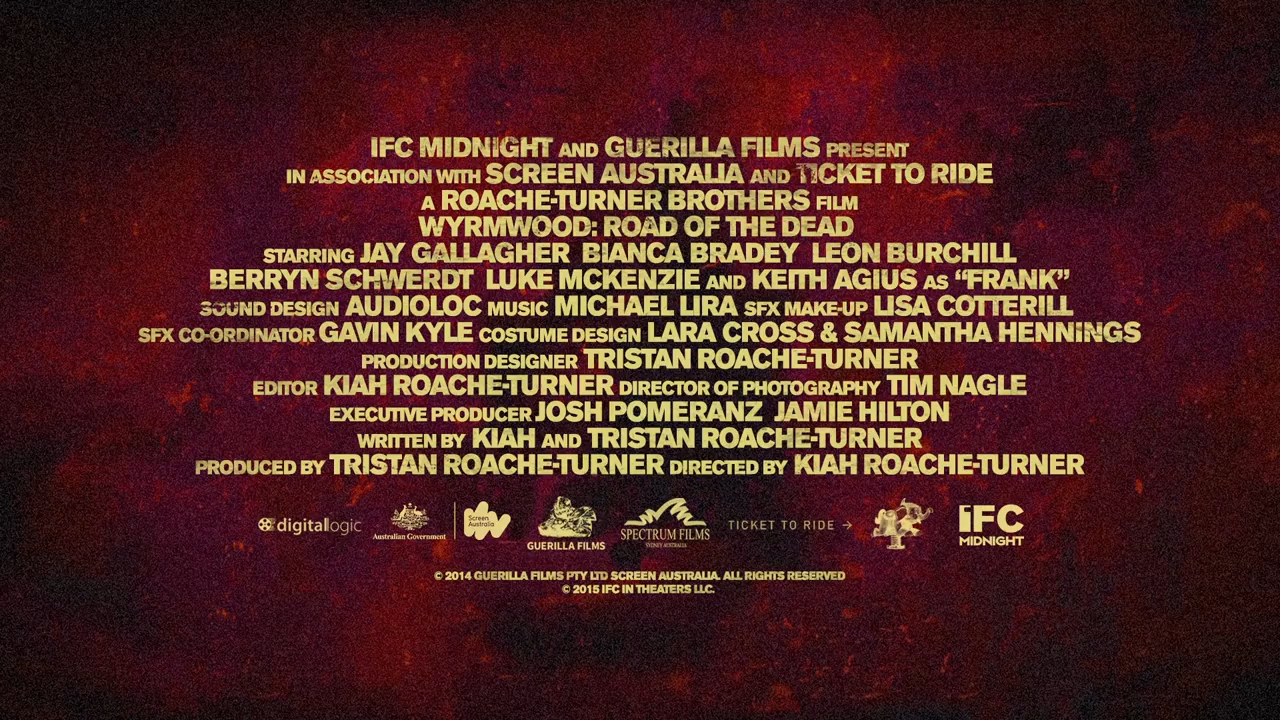 IFC MIDNIGHT AND GUERILLA FILMS PRESENT
IN ASSOCIATION WITH SCREEN AUSTRALIA AND TICKET TO RIDE
A ROACHE-TURNER BROTHERS FILM
WYRMWOOD: ROAD OF THE DEAD
STARRING JAY GALLAGHER BIANCA BRADEY LEON BURCHILL
BERRYN SCHWERDT LUKE MCKENZIE AND KEITH AGIUS AS “FRANK”
SOUND DESIGN AUDIOLOC MUSIC MICHAEL LIRA SFX MAKE-UP LISA COTTERILL
SFX CO-ORDINATOR GAVIN KYLE COSTUME DESIGN LARA CROSS & SAMANTHA HENNINGS
PRODUCTION DESIGNER TRISTAN ROACHE-TURNER
EDITOR KIAH ROACHE-TURNER DIRECTOR OF PHOTOGRAPHY TIM NAGLE
EXECUTIVE PRODUCER JOSH POMERANZ JAMIE HILTON
WRITTEN BY KIAH AND TRISTAN ROACHE-TURNER
PRODUCED BY TRISTAN ROACHE-TURNER DIRECTED BY KIAH ROACHE-TURNER
digitallogic
Australian Government
Screen
Australia
GUERILLA FILMS
SPECTRUM FILMS
SYDNEY AUSTRALIA
TICKET TO RIDE →
IFC
MIDNIGHT
© 2014 GUERILLA FILMS PTY LTD SCREEN AUSTRALIA. ALL RIGHTS RESERVED
© 2015 IFC IN THEATERS LLC.